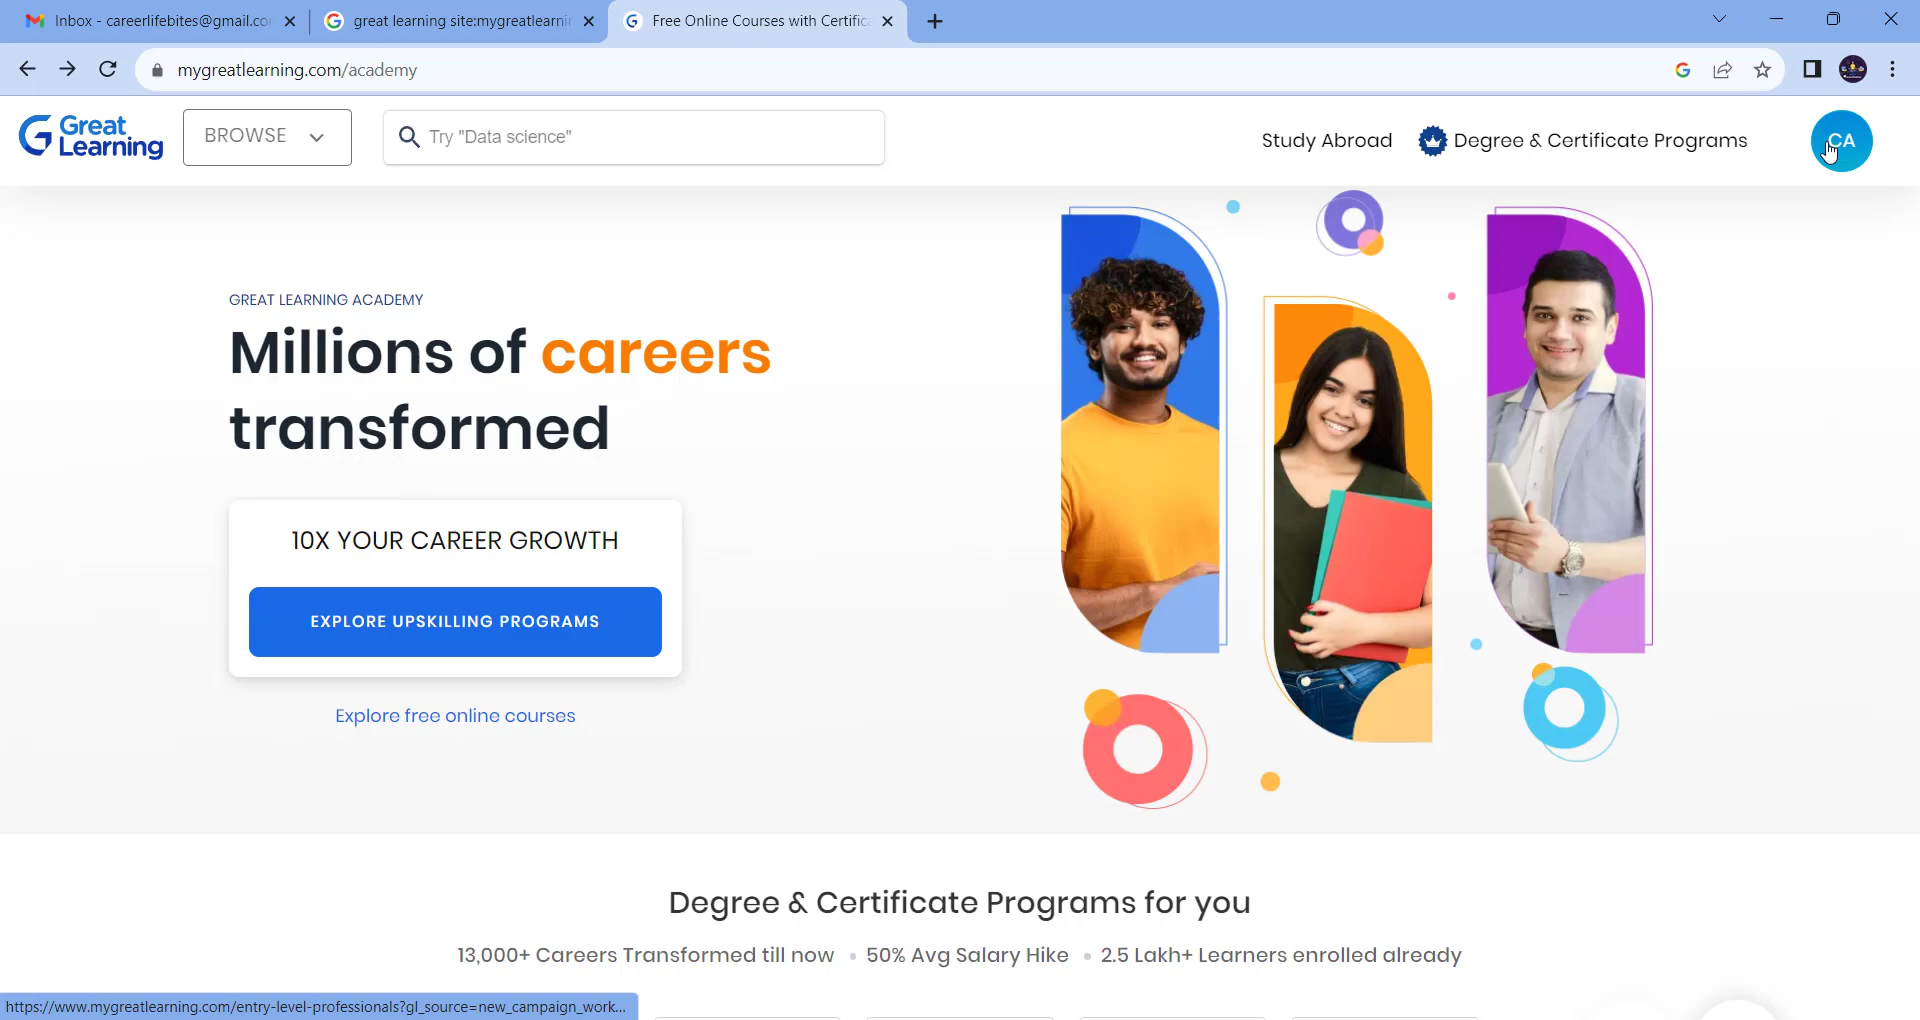 Inbox - careerlifebites@gmail.co
great learning site:mygreatlearni
Free Online Courses with Certific
mygreatlearning.com/academy
Great Learning
BROWSE
Try "Data science"
Study Abroad
Degree & Certificate Programs
CA
GREAT LEARNING ACADEMY
Millions of careers
transformed
10X YOUR CAREER GROWTH
EXPLORE UPSKILLING PROGRAMS
Explore free online courses
Degree & Certificate Programs for you
13,000+ Careers Transformed till now • 50% Avg Salary Hike • 2.5 Lakh+ Learners enrolled already
https://www.mygreatlearning.com/entry-level-professionals?gl_source=new_campaign_work...